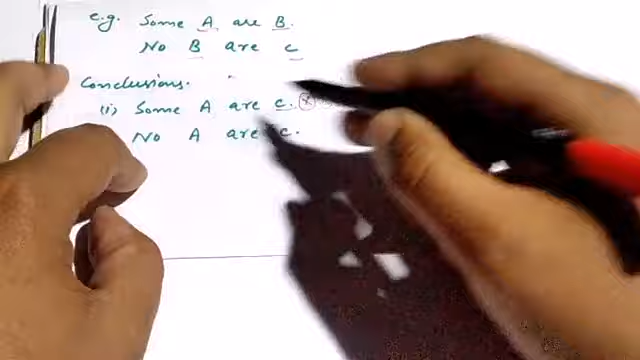 e.g. Some A are B.
No B are C
Conclusions.
(i) Some A are C.
No A are C.